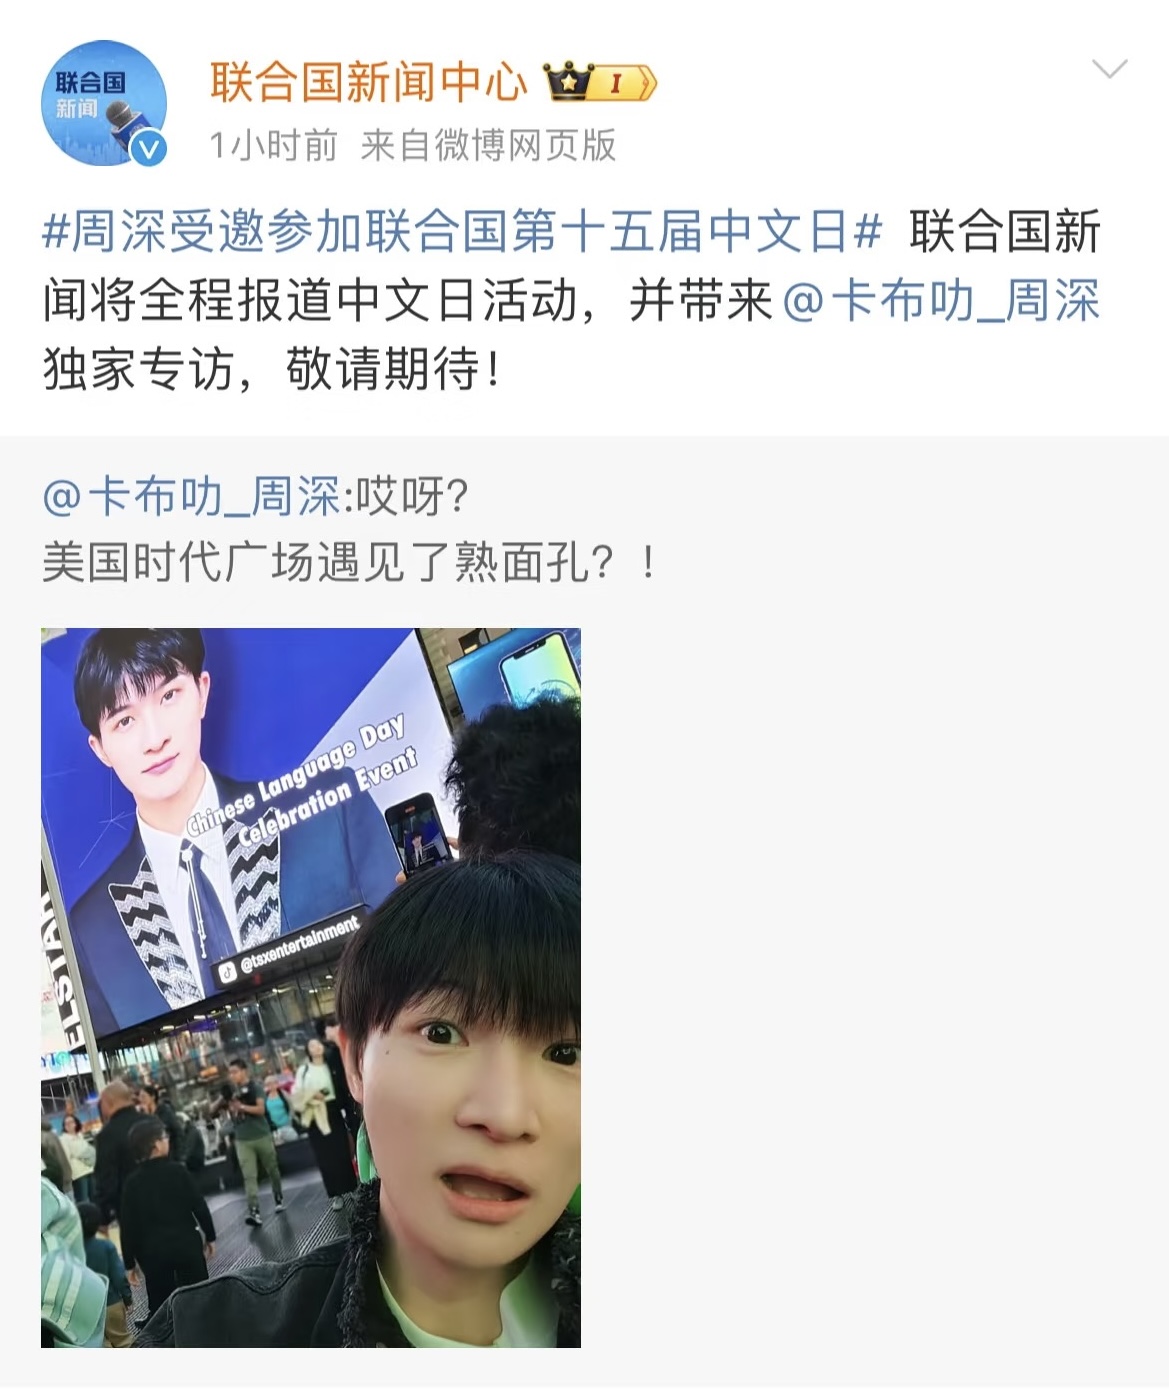 联合国
新闻
联合国新闻中心
I
1小时前 来自微博网页版
#周深受邀参加联合国第十五届中文日# 联合国新
闻将全程报道中文日活动，并带来@卡布叻_周深
独家专访，敬请期待！
@卡布叻_周深:哎呀？
美国时代广场遇见了熟面孔？！
Chinese Language Day
Celebration Event
@tsxentertainment